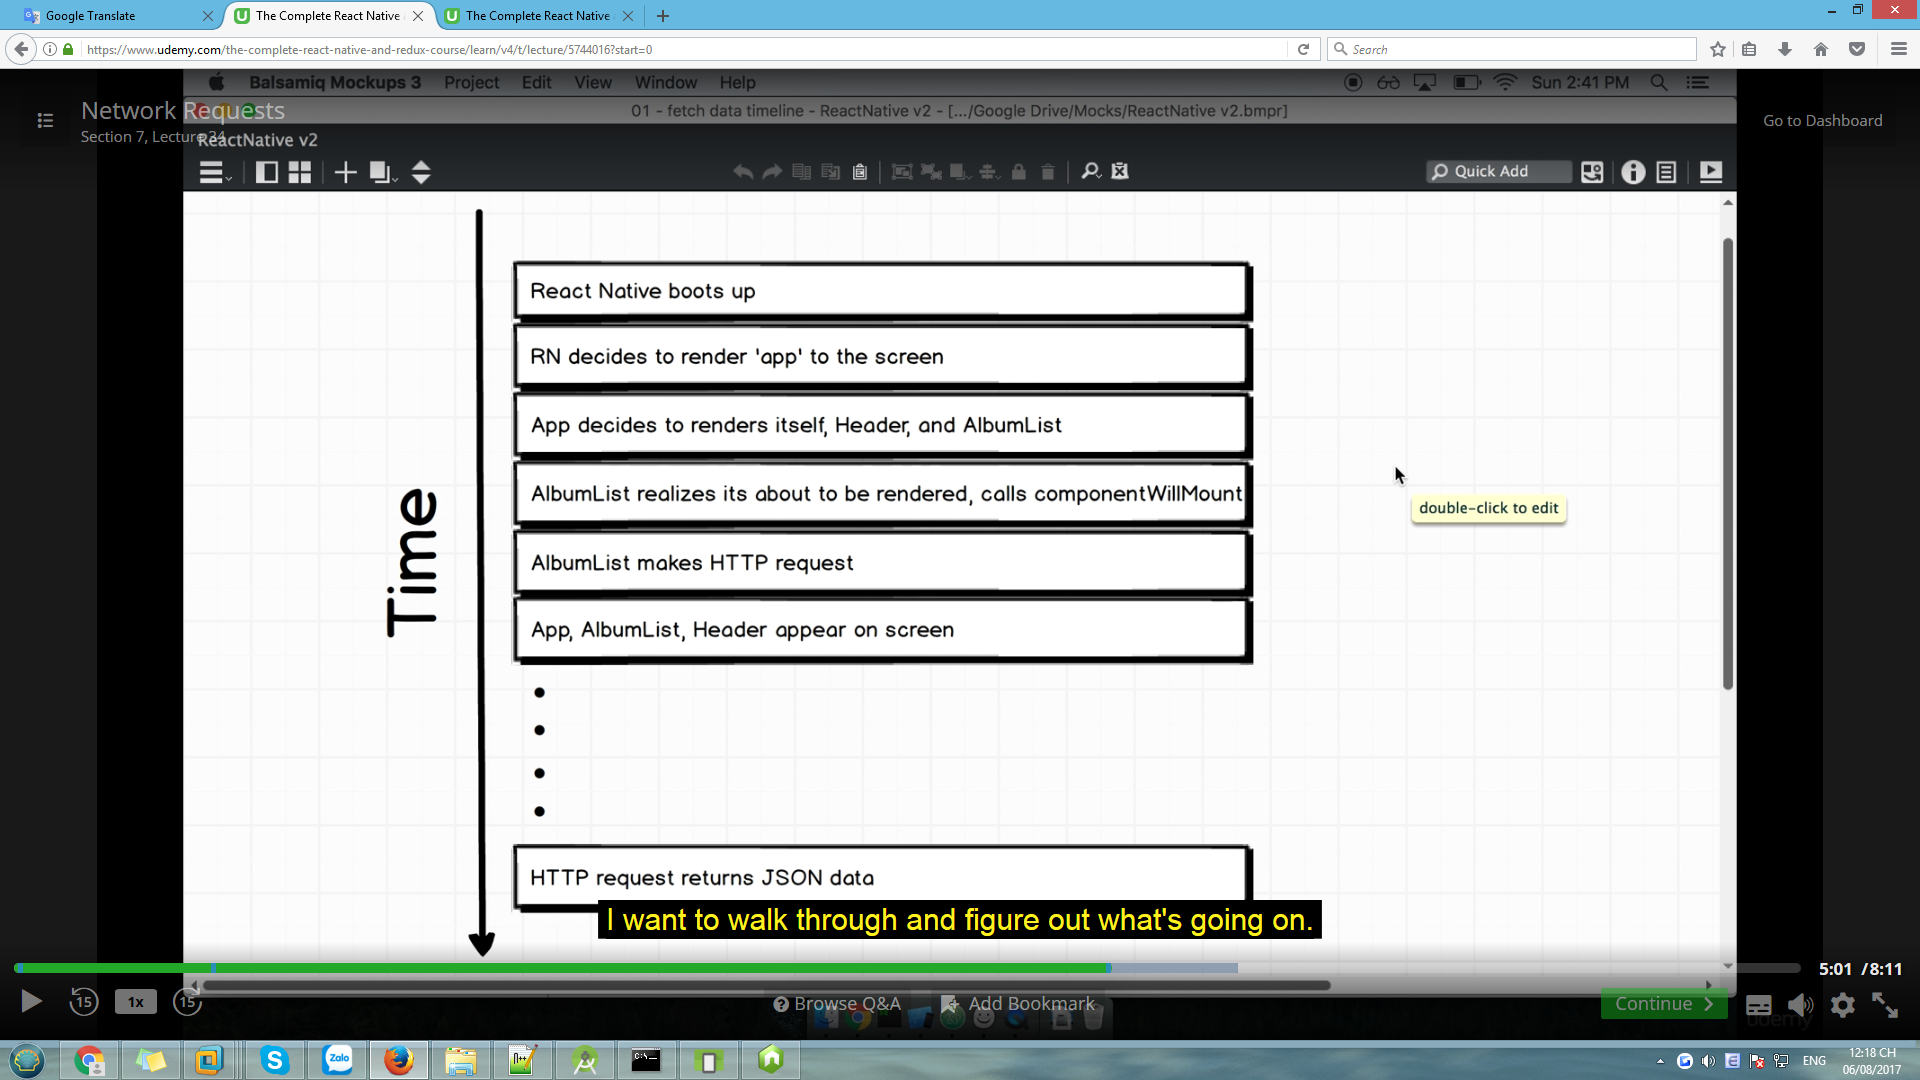 Google Translate
The Complete React Native
The Complete React Native
https://www.udemy.com/the-complete-react-native-and-redux-course/learn/v4/t/lecture/5744016?start=0
Search
Balsamiq Mockups 3 Project Edit View Window Help
Sun 2:41 PM
Network Requests
Section 7, Lecture 34
01 - fetch data timeline - ReactNative v2 - [.../Google Drive/Mocks/ReactNative v2.bmpr]
Go to Dashboard
ReactNative v2
Quick Add
Time
React Native boots up
RN decides to render 'app' to the screen
App decides to renders itself, Header, and AlbumList
AlbumList realizes its about to be rendered, calls componentWillMount
double-click to edit
AlbumList makes HTTP request
App, AlbumList, Header appear on screen
HTTP request returns JSON data
I want to walk through and figure out what's going on.
5:01 / 8:11
15
1x
15
Browse Q&A
Add Bookmark
Continue
udemy
Zalo
ENG
12:18 CH
06/08/2017